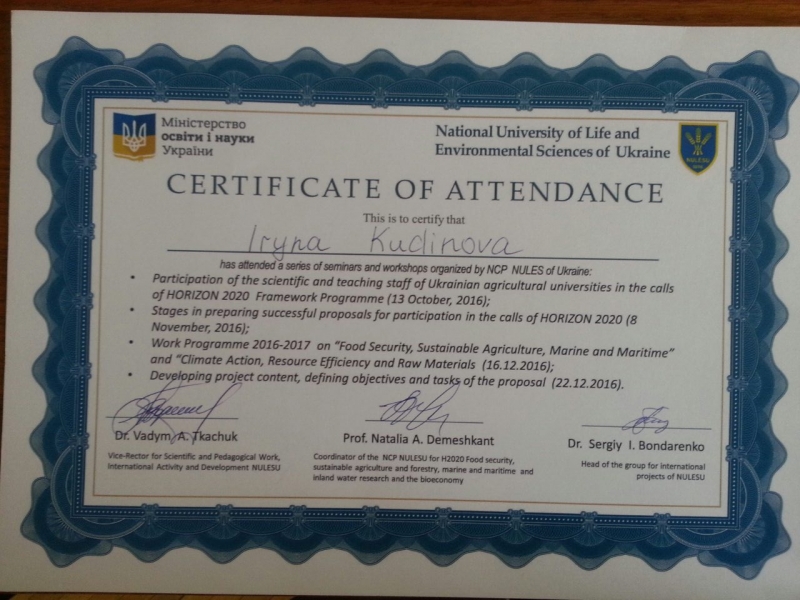 Міністерство
освіти і науки
України
National University of Life and
Environmental Sciences of Ukraine
NULESU
CERTIFICATE OF ATTENDANCE
This is to certify that
Iryna Kudinova
has attended a series of seminars and workshops organized by NCP NULES of Ukraine:
• Participation of the scientific and teaching staff of Ukrainian agricultural universities in the calls
of HORIZON 2020 Framework Programme (13 October, 2016);
• Stages in preparing successful proposals for participation in the calls of HORIZON 2020 (8
November, 2016);
• Work Programme 2016-2017 on "Food Security, Sustainable Agriculture, Marine and Maritime"
and "Climate Action, Resource Efficiency and Raw Materials (16.12.2016);
• Developing project content, defining objectives and tasks of the proposal (22.12.2016).
Dr. Vadym A. Tkachuk
Vice-Rector for Scientific and Pedagogical Work,
International Activity and Development NULESU
Prof. Natalia A. Demeshkant
Coordinator of the NCP NULESU for H2020 Food security,
sustainable agriculture and forestry, marine and maritime and
inland water research and the bioeconomy
Dr. Sergiy I. Bondarenko
Head of the group for international
projects of NULESU